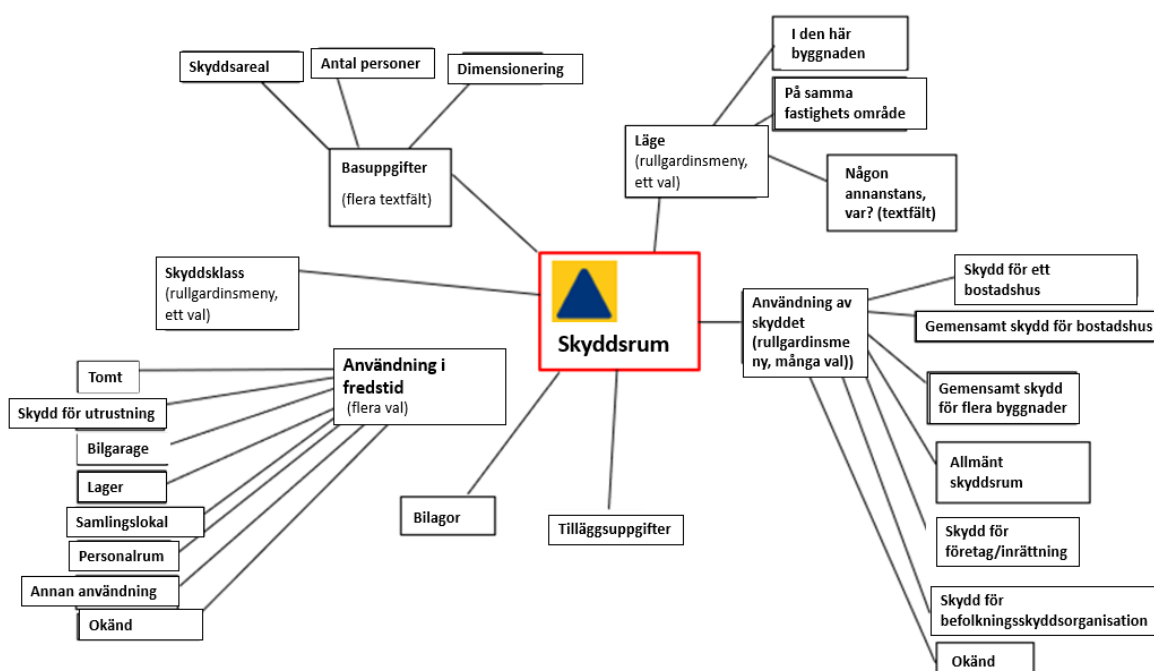 Skyddsareal
Antal personer
Dimensionering
Basuppgifter
(flera textfält)
I den här
byggnaden
På samma
fastighets område
Läge
(rullgardinsmeny,
ett val)
Någon
annanstans,
var? (textfält)
Skyddsklass
(rullgardinsmeny,
ett val)
Skyddsrum
Användning av
skyddet
(rullgardinsme
ny, många val))
Skydd för ett
bostadshus
Gemensamt skydd för bostadshus
Gemensamt skydd
för flera byggnader
Allmänt
skyddsrum
Skydd för
företag/inrättning
Skydd för
befolkningsskyddsorganisation
Okänd
Användning i
fredstid
(flera val)
Tomt
Skydd för utrustning
Bilgarage
Lager
Samlingslokal
Personalrum
Annan användning
Okänd
Bilagor
Tilläggsuppgifter